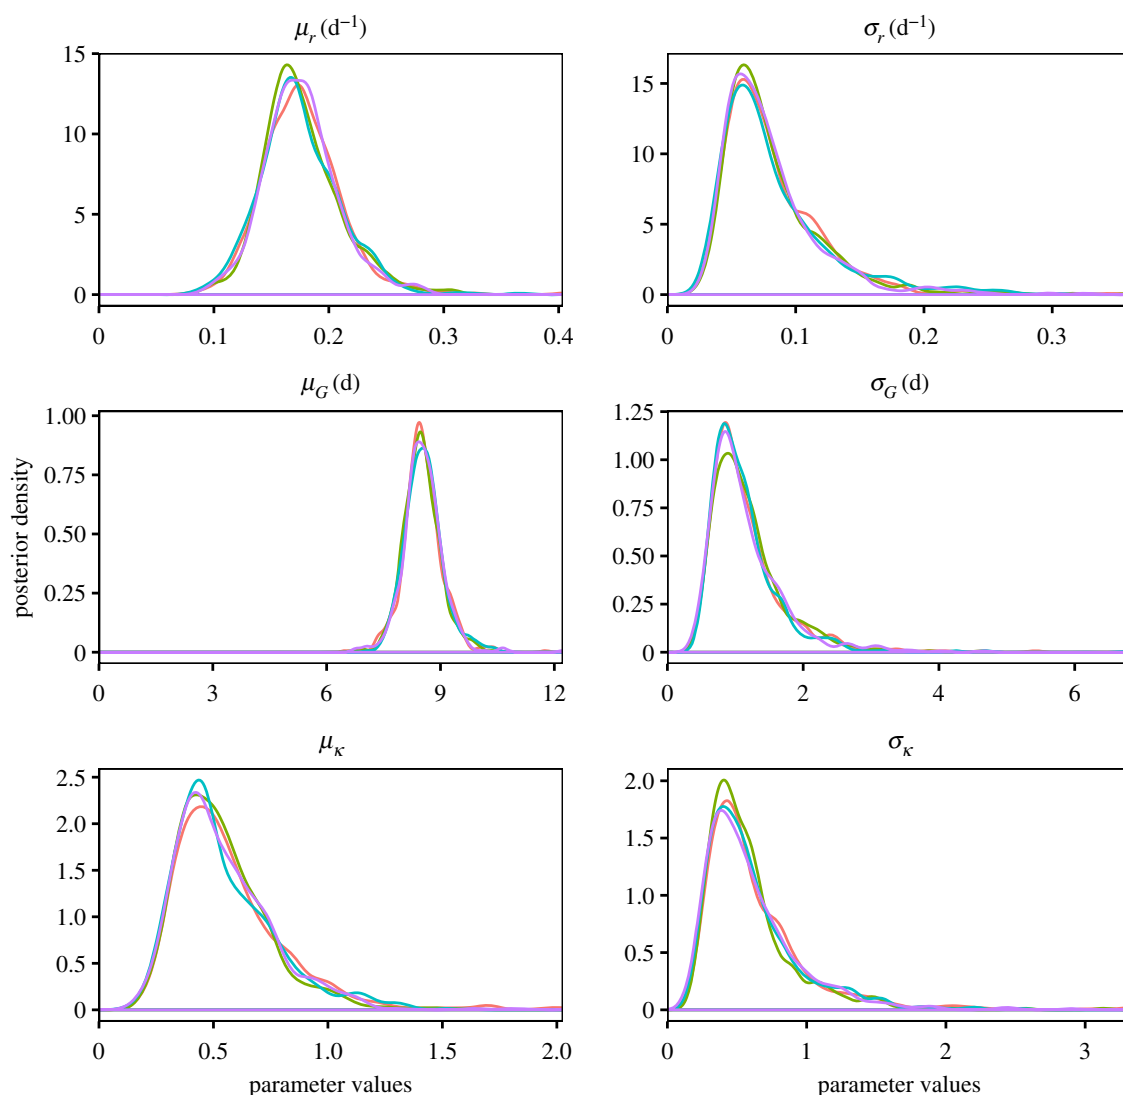 μ_r (d⁻¹)
σ_r (d⁻¹)
15
10
5
0
0 0.1 0.2 0.3 0.4
15
10
5
0
0 0.1 0.2 0.3
μ_G (d)
σ_G (d)
posterior density
1.00
0.75
0.50
0.25
0
0 3 6 9 12
1.25
1.00
0.75
0.50
0.25
0
0 2 4 6
μ_κ
σ_κ
2.5
2.0
1.5
1.0
0.5
0
0 0.5 1.0 1.5 2.0
parameter values
2.0
1.5
1.0
0.5
0
0 1 2 3
parameter values